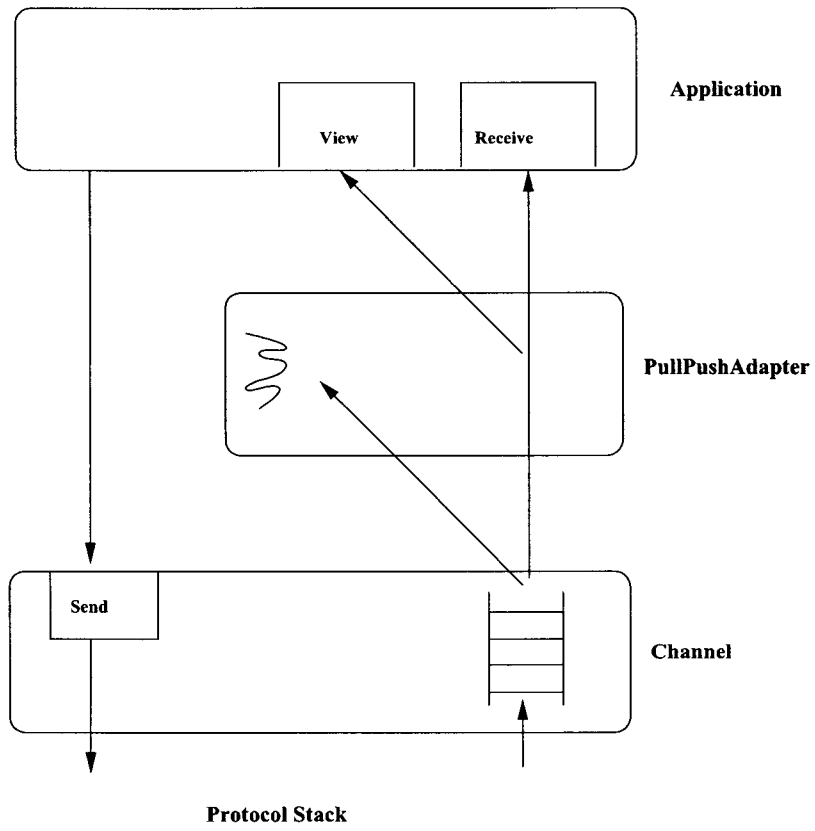 Application
View
Receive
PullPushAdapter
Send
Channel
Protocol Stack